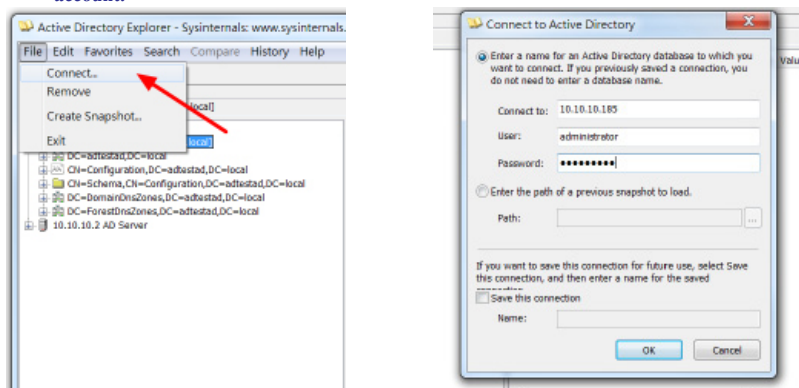 account.
Active Directory Explorer - Sysinternals: www.sysinternals.
File Edit Favorites Search Compare History Help
Connect...
Remove
Create Snapshot...
Exit
local]
local]
DC=adtestad,DC=local
CN=Configuration,DC=adtestad,DC=local
CN=Schema,CN=Configuration,DC=adtestad,DC=local
DC=DomainDnsZones,DC=adtestad,DC=local
DC=ForestDnsZones,DC=adtestad,DC=local
10.10.10.2 AD Server
Connect to Active Directory
Valu
Enter a name for an Active Directory database to which you
want to connect. If you previously saved a connection, you
do not need to enter a database name.
Connect to: 10.10.10.185
User: administrator
Password: •••••••••
Enter the path of a previous snapshot to load.
Path: ...
If you want to save this connection for future use, select Save
this connection, and then enter a name for the saved
Save this connection
Name:
OK Cancel